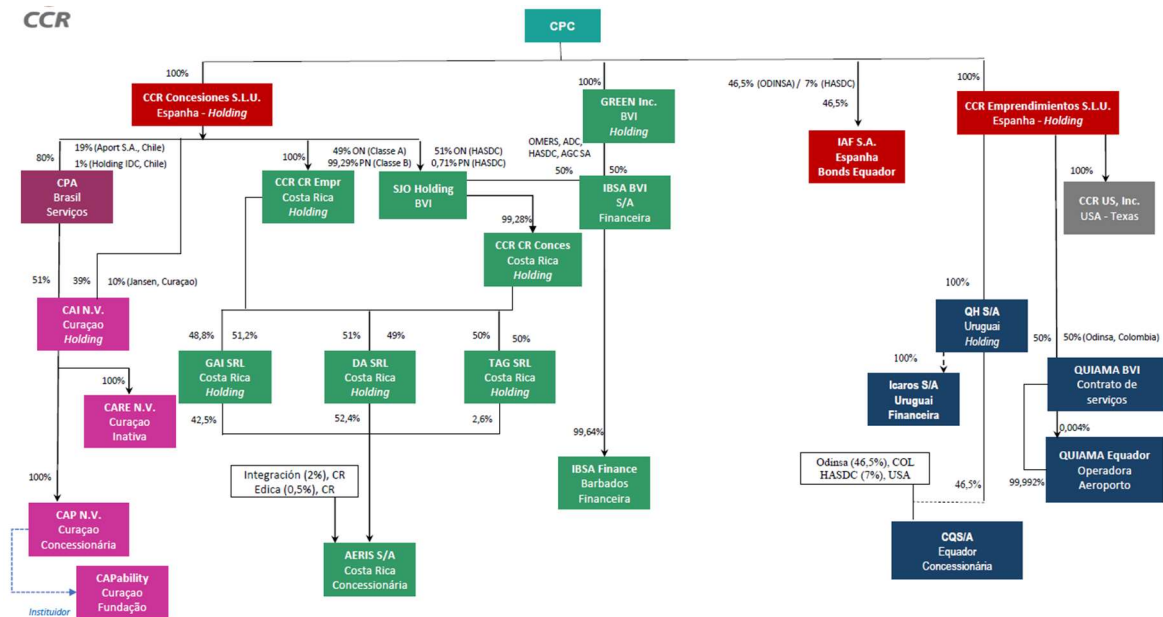 CCR
CPC
100%
CCR Concesiones S.L.U.
Espanha - Holding
100%
GREEN Inc.
BVI
Holding
46,5% (ODINSA) / 7% (HASDC)
46,5%
IAF S.A.
Espanha
Bonds Equador
100%
CCR Emprendimientos S.L.U.
Espanha - Holding
80%
19% (Aport S.A., Chile)
1% (Holding IDC, Chile)
CPA
Brasil
Serviços
100%
CCR CR Empr
Costa Rica
Holding
49% ON (Classe A)
99,29% PN (Classe B)
51% ON (HASDC)
0,71% PN (HASDC)
SJO Holding
BVI
OMERS, ADC,
HASDC, AGC SA
50%
50%
IBSA BVI
S/A
Financeira
100%
CCR US, Inc.
USA - Texas
99,28%
CCR CR Conces
Costa Rica
Holding
51%
39%
10% (Jansen, Curaçao)
CAI N.V.
Curaçao
Holding
100%
QH S/A
Uruguai
Holding
48,8%
51,2%
GAI SRL
Costa Rica
Holding
51%
49%
DA SRL
Costa Rica
Holding
50%
50%
TAG SRL
Costa Rica
Holding
50%
50% (Odinsa, Colombia)
QUIAMA BVI
Contrato de
serviços
100%
Icaros S/A
Uruguai
Financeira
100%
CARE N.V.
Curaçao
Inativa
42,5%
52,4%
2,6%
99,64%
IBSA Finance
Barbados
Financeira
0,004%
QUIAMA Equador
Operadora
Aeroporto
99,992%
Odinsa (46,5%), COL
HASDC (7%), USA
46,5%
CQS/A
Equador
Concessionária
Integración (2%), CR
Edica (0,5%), CR
AERIS S/A
Costa Rica
Concessionária
100%
CAP N.V.
Curaçao
Concessionária
CAPability
Curaçao
Fundação
Instituidor